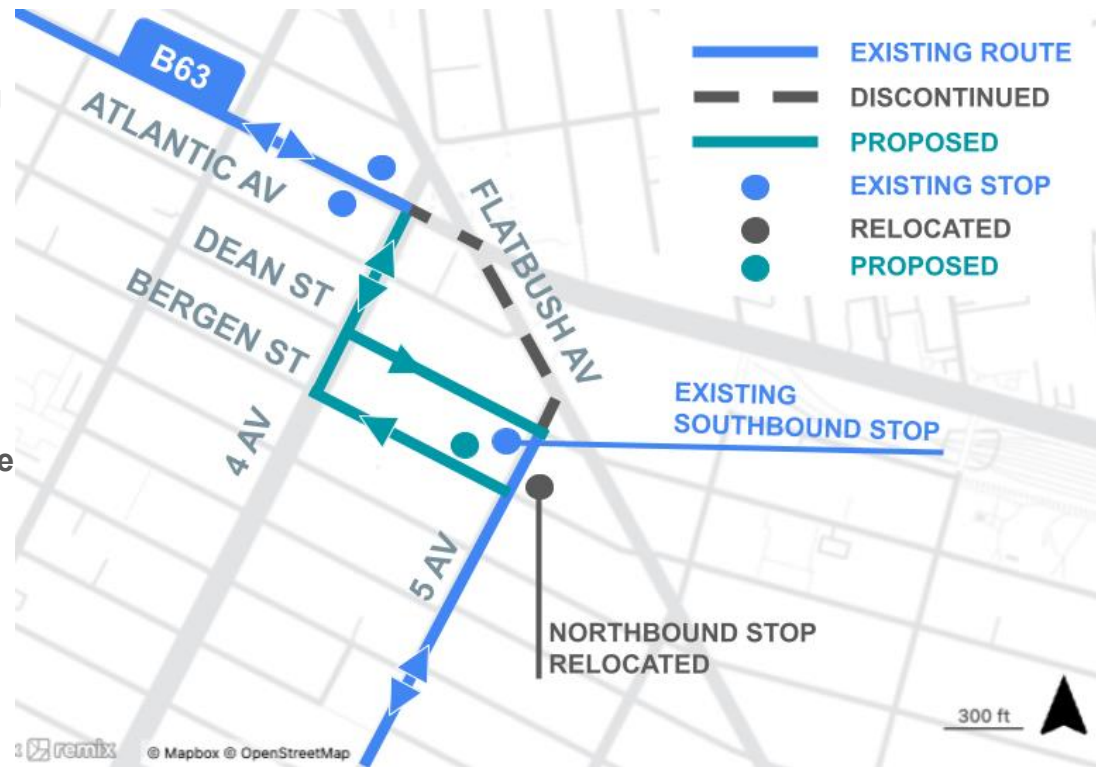 B63
ATLANTIC AV
DEAN ST
BERGEN ST
4 AV
5 AV
FLATBUSH AV
EXISTING ROUTE
DISCONTINUED
PROPOSED
EXISTING STOP
RELOCATED
PROPOSED
EXISTING
SOUTHBOUND STOP
NORTHBOUND STOP
RELOCATED
e
300 ft
remix
© Mapbox © OpenStreetMap